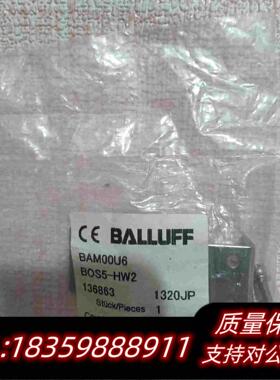 CE BALLUFF
BAM00U6
BOS5-HW2
136863 1320JP
Stück/Pieces 1
质量保
支持对公
18359888911